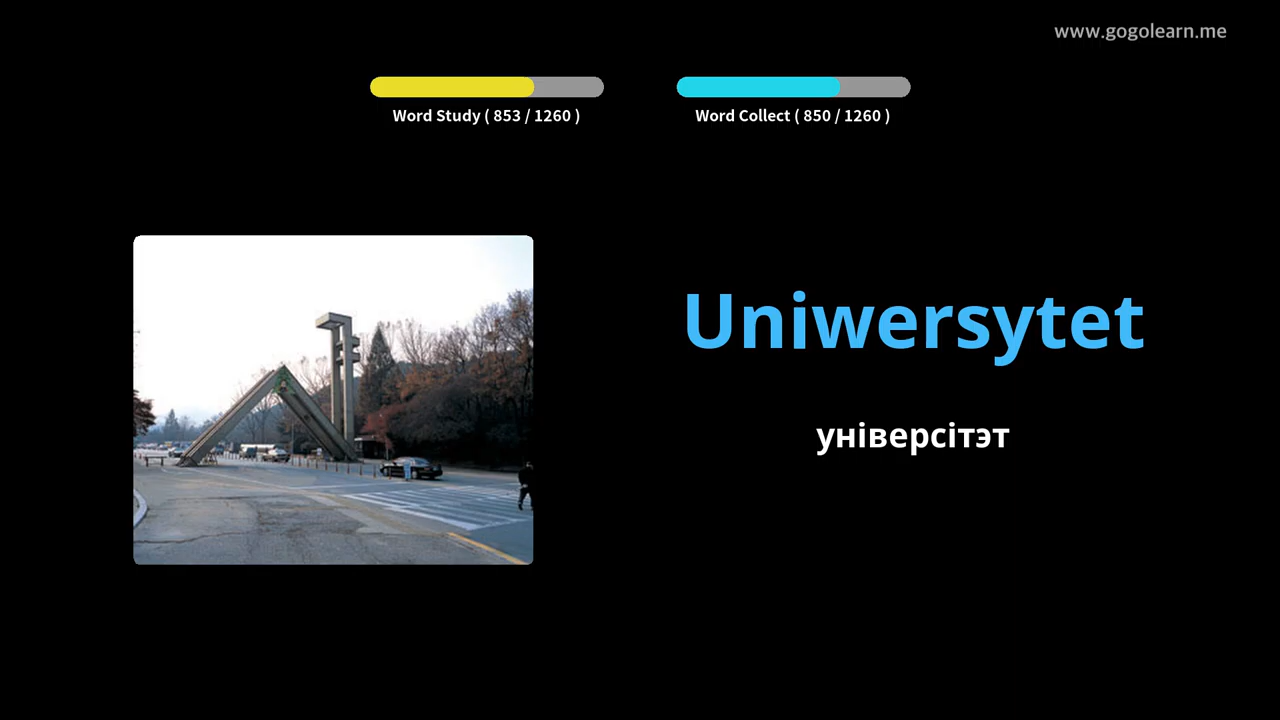 www.gogolearn.me
Word Study ( 853 / 1260 )
Word Collect ( 850 / 1260 )
Uniwersytet
універсітэт